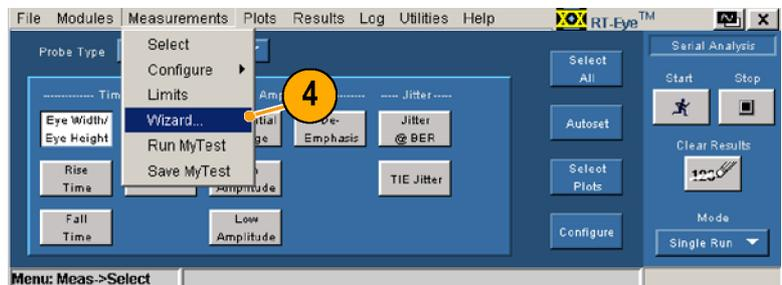 File Modules Measurements Plots Results Log Utilities Help RT-Eye™
Probe Type
Select
Configure
Limits
Wizard...
Run MyTest
Save MyTest
4
Jitter
Eye Width/
Eye Height
Rise
Time
Fall
Time
Amplitude
Low
Amplitude
De-
Emphasis
Jitter
@ BER
TIE Jitter
Select
All
Autoset
Select
Plots
Configure
Serial Analysis
Start Stop
Clear Results
Mode
Single Run
Menu: Meas->Select